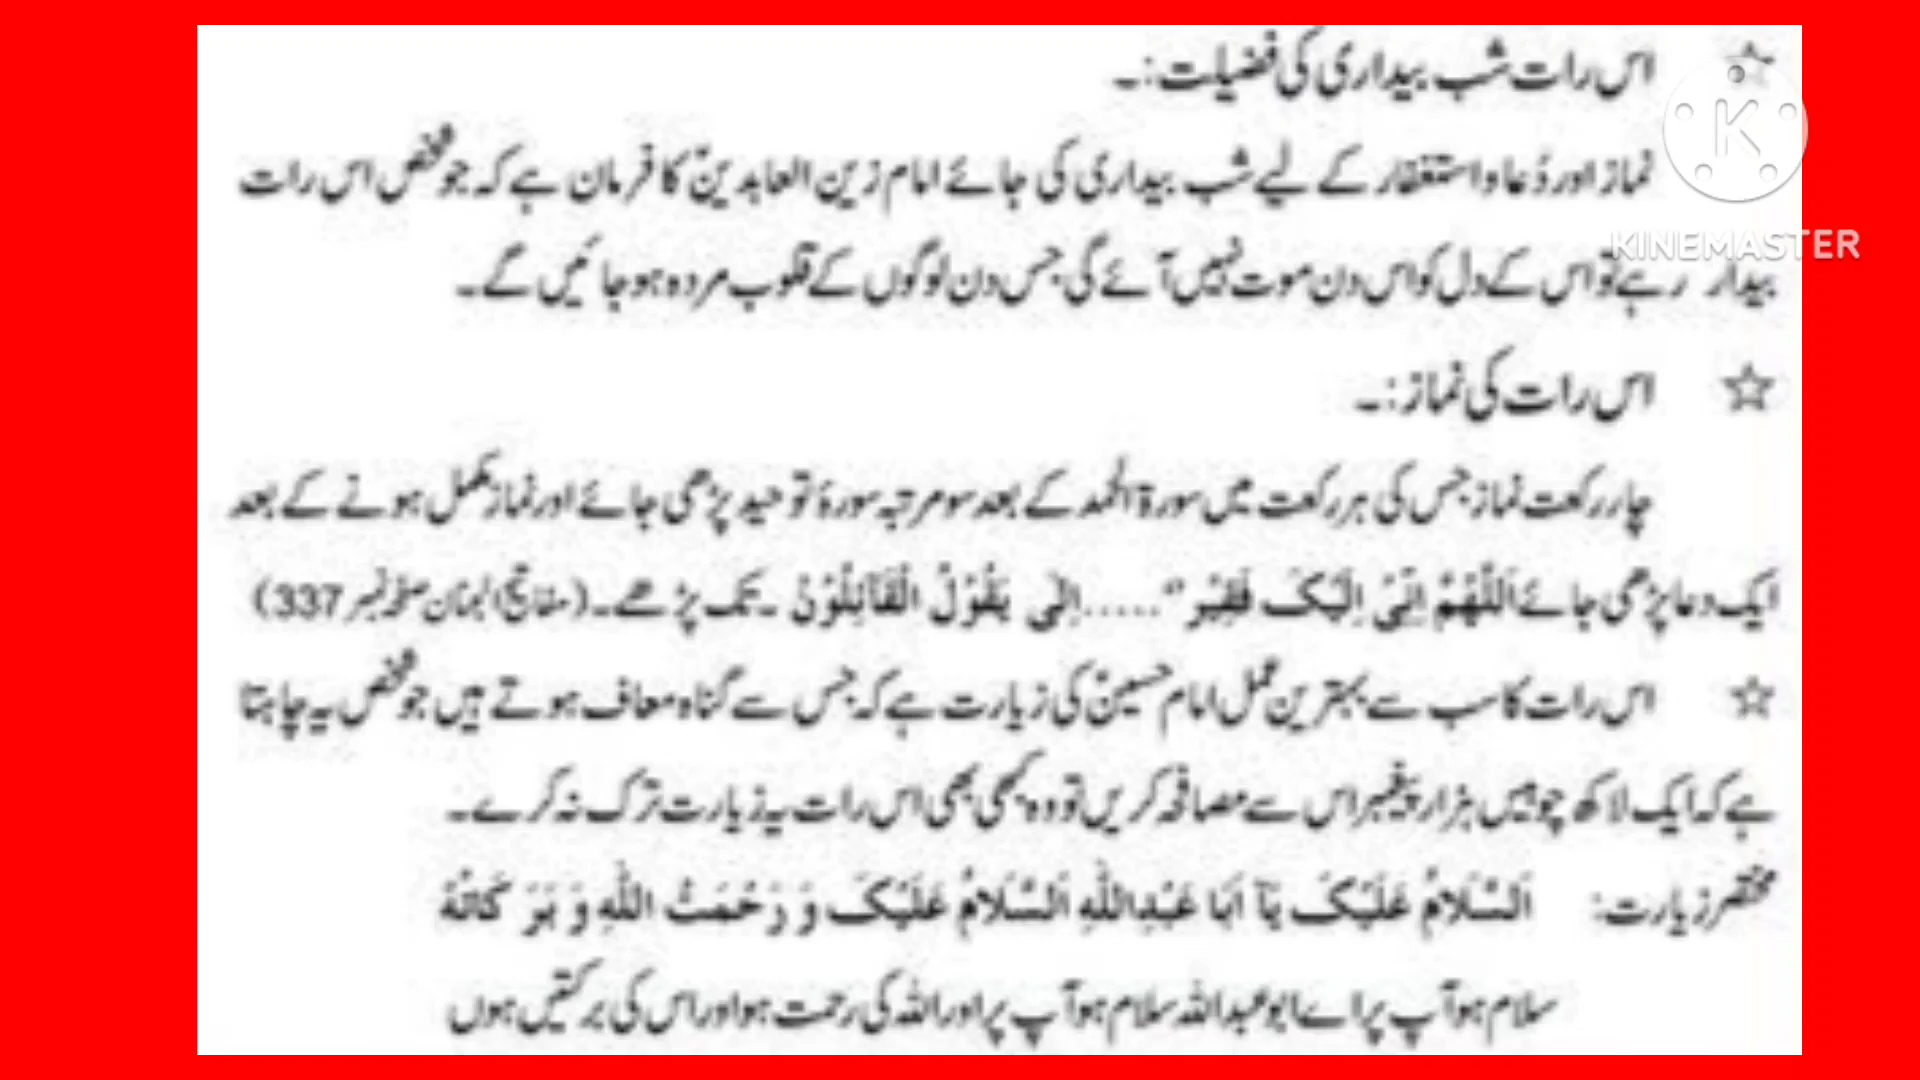 ☆ اس رات شب بیداری کی فضیلت:۔
نماز اور دُعا و استغفار کے لیے شب بیداری کی جائے امام زین العابدینؑ کا فرمان ہے کہ جو شخص اس رات
بیدار رہے تو اس کے دل کو اس دن موت نہیں آئے گی جس دن لوگوں کے قلوب مردہ ہو جائیں گے۔
☆ اس رات کی نماز:۔
چار رکعت نماز جس کی ہر رکعت میں سورۃ الحمد کے بعد سو مرتبہ سورۂ توحید پڑھی جائے اور نماز مکمل ہونے کے بعد
ایک دعا پڑھی جائے اَللّٰھُمَّ اِنِّیْ اِلَیْکَ فَقِیْر“......اِلٰی یَقُوْلُ الْقَآئِلُوْنَ ۔ تک پڑھے۔ (مفاتیح الجنان صفحہ نمبر 337)
☆ اس رات کا سب سے بہترین عمل امام حسینؑ کی زیارت ہے کہ جس سے گناہ معاف ہوتے ہیں جو شخص یہ چاہتا
ہے کہ ایک لاکھ چوبیس ہزار پیغمبر اس سے مصافحہ کریں تو وہ کبھی بھی اس رات یہ زیارت ترک نہ کرے۔
مختصر زیارت: اَلسَّلَامُ عَلَیْکَ یَآ اَبَا عَبْدِاللّٰہِ اَلسَّلَامُ عَلَیْکَ وَ رَحْمَتُ اللّٰہِ وَ بَرَ کَاتُہُ
سلام ہو آپ پر اے ابو عبداللہ سلام ہو آپ پر اور اللہ کی رحمت ہو اور اس کی برکتیں ہوں
K
KINEMASTER